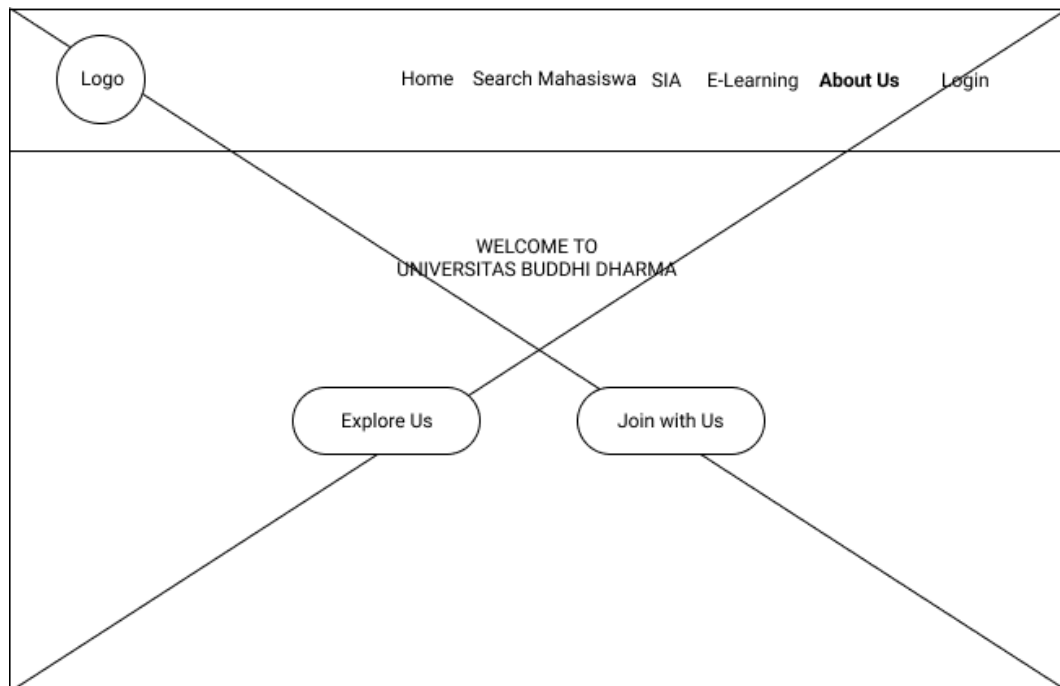 Logo
Home Search Mahasiswa SIA E-Learning About Us Login
WELCOME TO
UNIVERSITAS BUDDHI DHARMA
Explore Us Join with Us